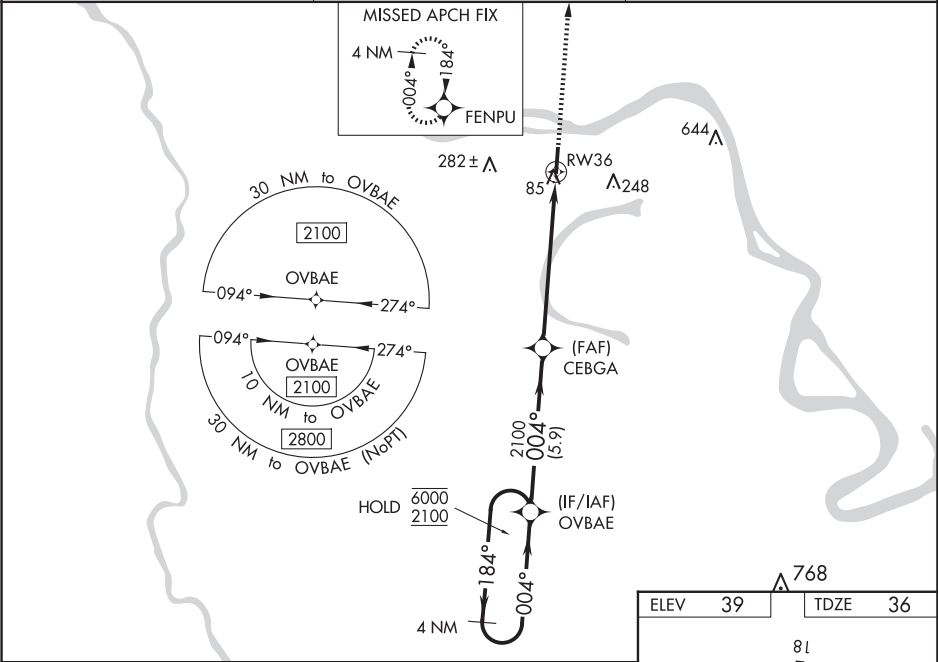 MISSED APCH FIX
4 NM
004°
184°
FENPU
644
282 ±
RW36
85
248
30 NM to OVBAE
2100
OVBAE
094°
274°
094°
274°
OVBAE
2100
10 NM to OVBAE
2800
30 NM to OVBAE (NoPT)
(FAF)
CEBGA
2100
004°
(5.9)
HOLD
6000
2100
(IF/IAF)
OVBAE
184°
004°
4 NM
768
ELEV 39
TDZE 36
18